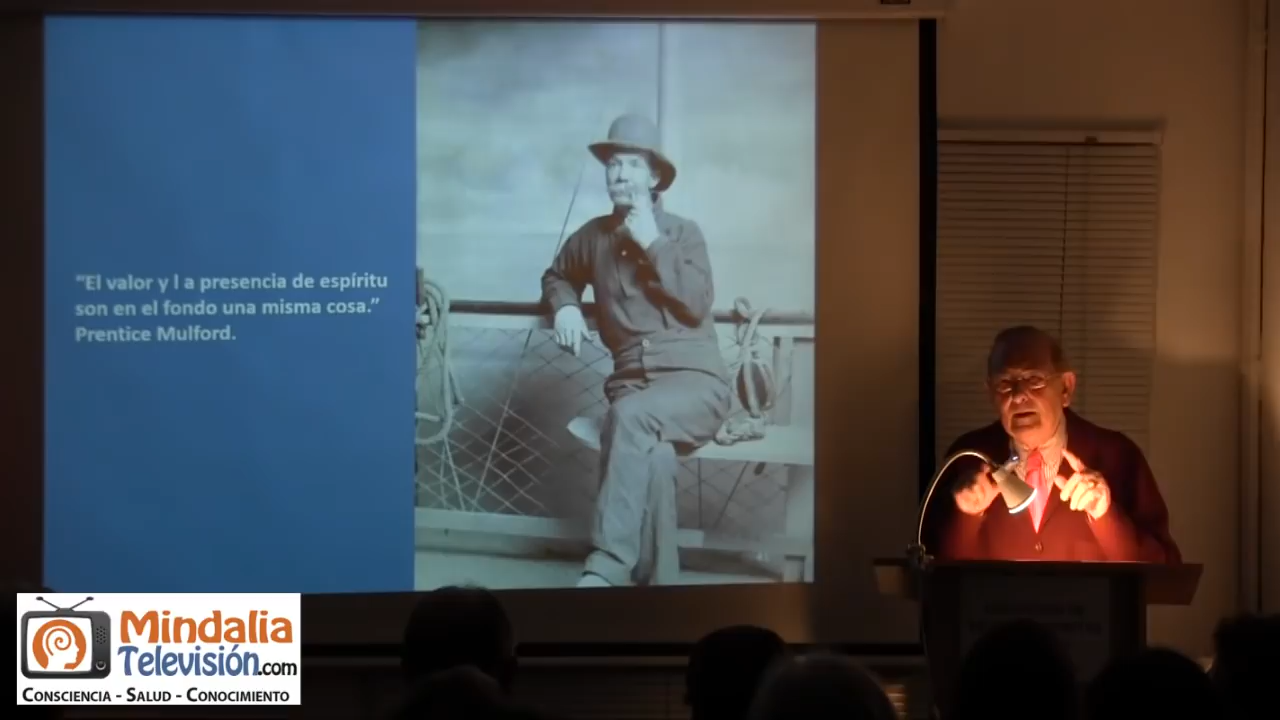 “El valor y l a presencia de espíritu
son en el fondo una misma cosa.”
Prentice Mulford.
Mindalia
Televisión.com
CONSCIENCIA - SALUD - CONOCIMIENTO